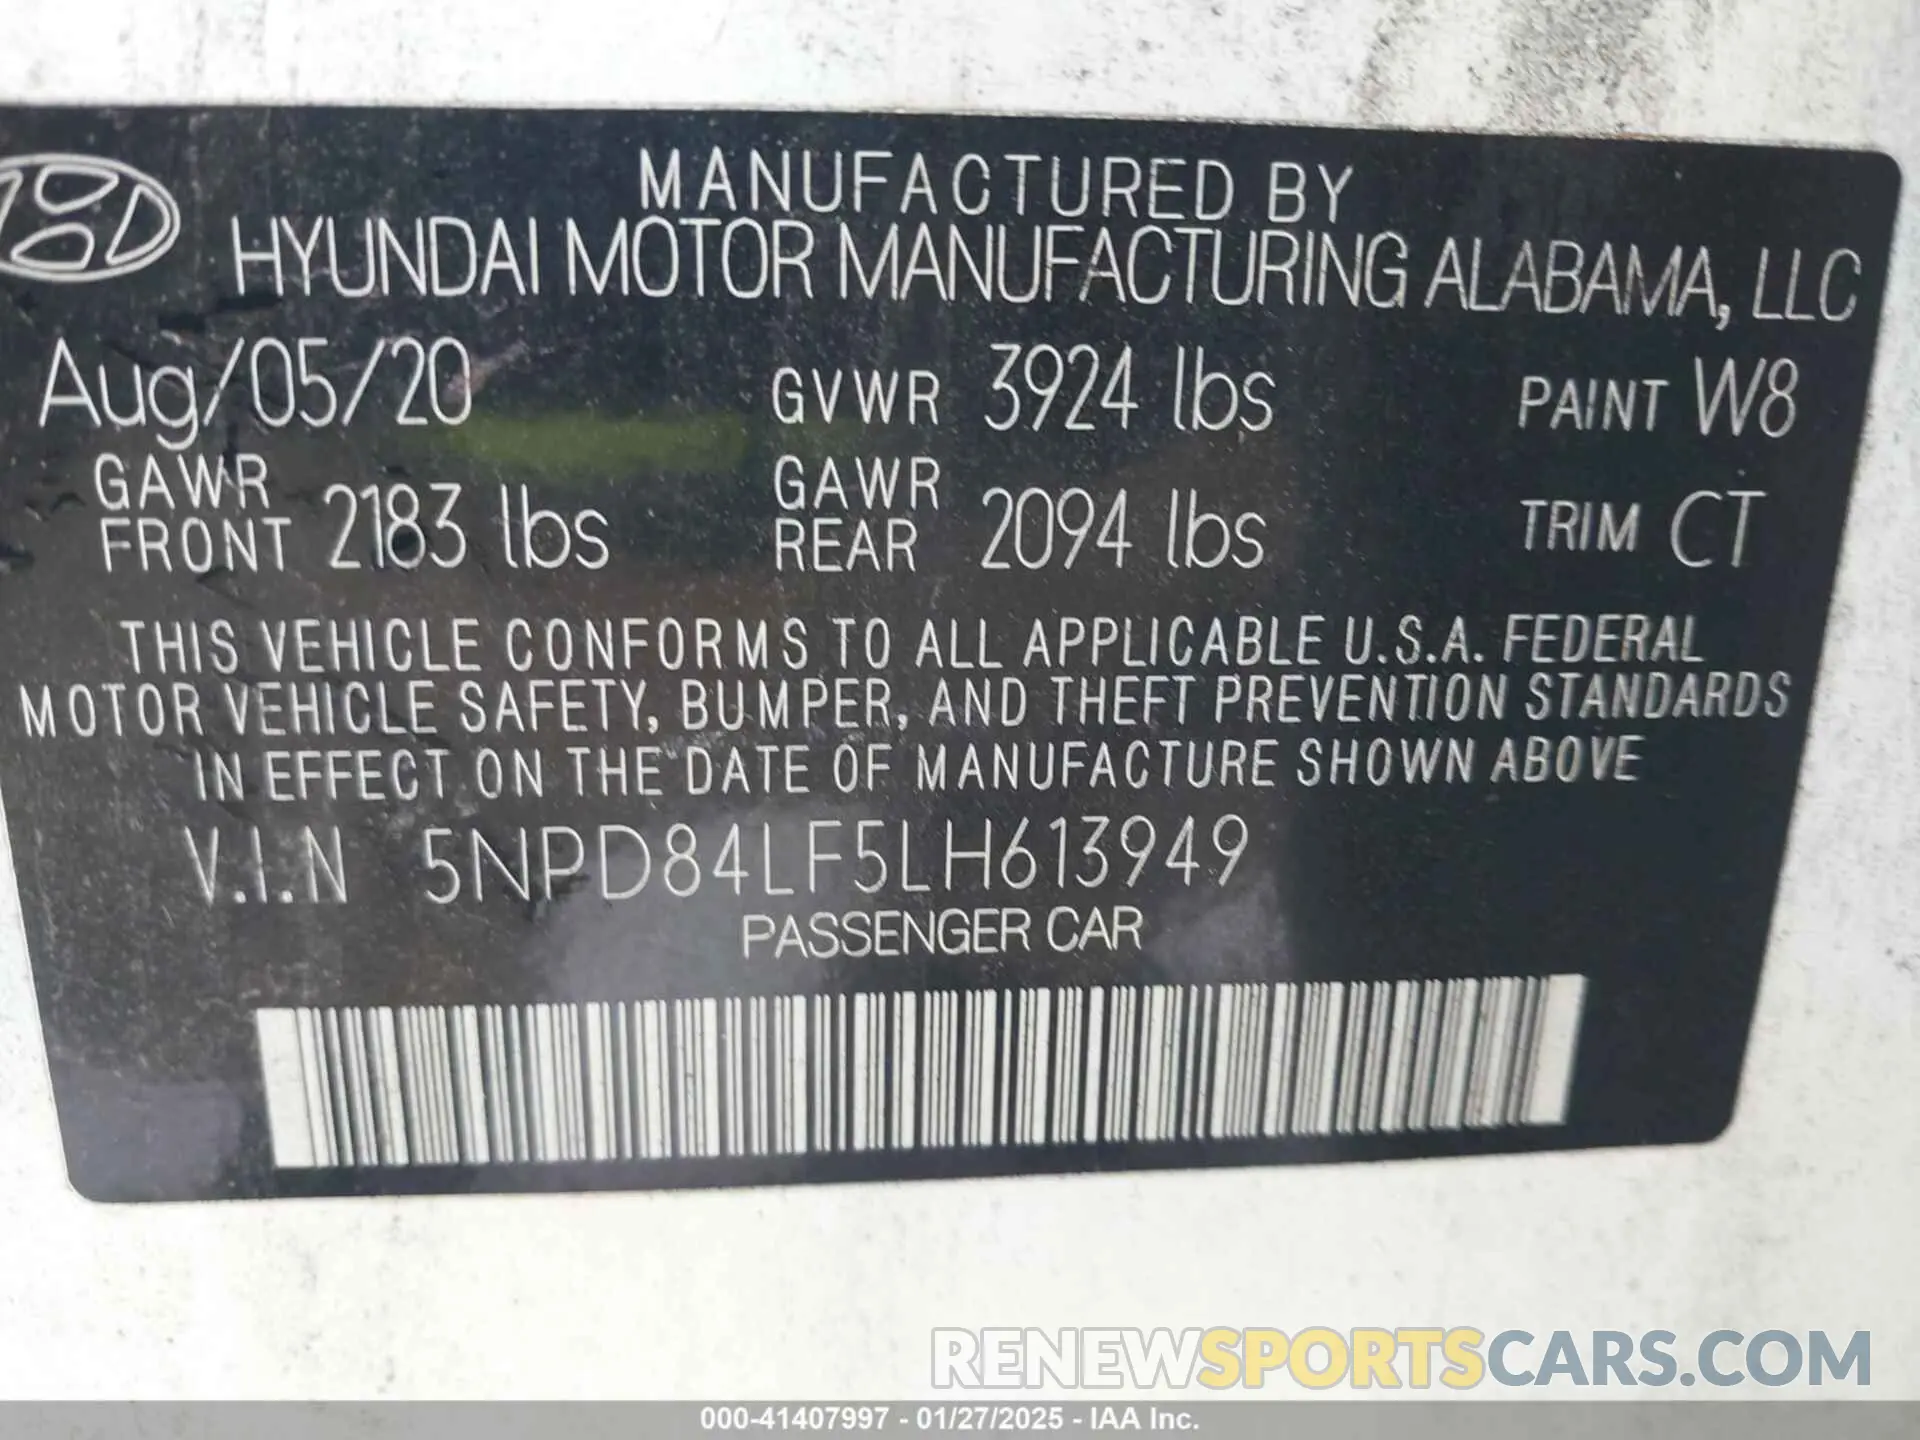 MANUFACTURED BY
HYUNDAI MOTOR MANUFACTURING ALABAMA, LLC
Aug/05/20 GVWR 3924 lbs PAINT W8
GAWR FRONT 2183 lbs GAWR REAR 2094 lbs TRIM CT
THIS VEHICLE CONFORMS TO ALL APPLICABLE U.S.A. FEDERAL
MOTOR VEHICLE SAFETY, BUMPER, AND THEFT PREVENTION STANDARDS
IN EFFECT ON THE DATE OF MANUFACTURE SHOWN ABOVE
V.I.N 5NPD84LF5LH613949
PASSENGER CAR
RENEWSPORTSCARS.COM
000-41407997 - 01/27/2025 - IAA Inc.